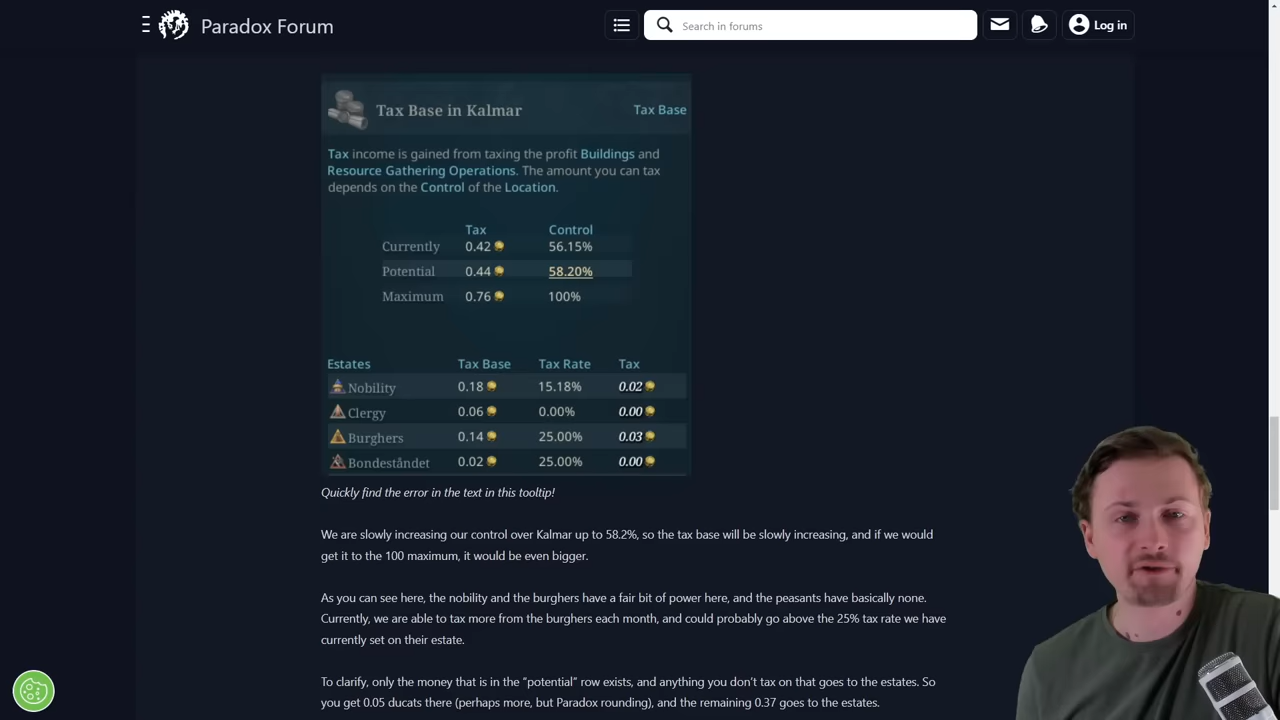 Paradox Forum
Search in forums
Log in
Tax Base in Kalmar
Tax Base
Tax income is gained from taxing the profit Buildings and
Resource Gathering Operations. The amount you can tax
depends on the Control of the Location.
Tax Control
Currently 0.42 56.15%
Potential 0.44 58.20%
Maximum 0.76 100%
Estates Tax Base Tax Rate Tax
Nobility 0.18 15.18% 0.02
Clergy 0.06 0.00% 0.00
Burghers 0.14 25.00% 0.03
Bondeståndet 0.02 25.00% 0.00
Quickly find the error in the text in this tooltip!
We are slowly increasing our control over Kalmar up to 58.2%, so the tax base will be slowly increasing, and if we would
get it to the 100 maximum, it would be even bigger.
As you can see here, the nobility and the burghers have a fair bit of power here, and the peasants have basically none.
Currently, we are able to tax more from the burghers each month, and could probably go above the 25% tax rate we have
currently set on their estate.
To clarify, only the money that is in the “potential” row exists, and anything you don’t tax on that goes to the estates. So
you get 0.05 ducats there (perhaps more, but Paradox rounding), and the remaining 0.37 goes to the estates.